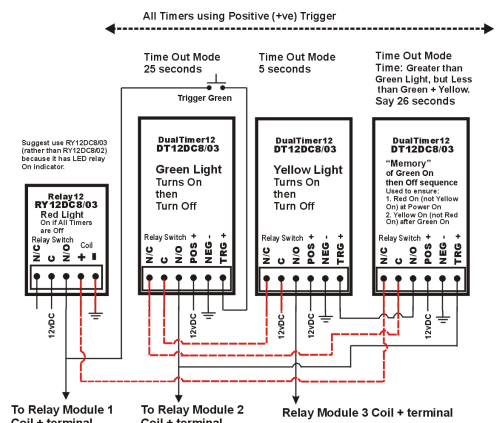 All Timers using Positive (+ve) Trigger
Time Out Mode
25 seconds
Trigger Green
Time Out Mode
5 seconds
Time Out Mode
Time: Greater than
Green Light, but Less
than Green + Yellow.
Say 26 seconds
Suggest use RY12DC8/03
(rather than RY12DC8/02)
because it has LED relay
On indicator.
Relay12
RY12DC8/03
Red Light
On if All Timers
are Off
Relay Switch Coil
N/C C N/O + -
12vDC
DualTimer12
DT12DC8/03
Green Light
Turns On
then
Turn Off
Relay Switch
N/C C N/O POS + NEG - TRG +
12vDC
DualTimer12
DT12DC8/03
Yellow Light
Turns On
then
Turn Off
Relay Switch
N/C C N/O POS + NEG - TRG +
12vDC 12vDC
DualTimer12
DT12DC8/03
“Memory”
of Green On
then Off sequence
Used to ensure:
1. Red On (not Yellow
On) at Power On
2. Yellow On (not Red
On) after Green On
Relay Switch
N/C C N/O POS + NEG - TRG +
12vDC
To Relay Module 1
Coil + terminal
To Relay Module 2
Coil + terminal
Relay Module 3 Coil + terminal